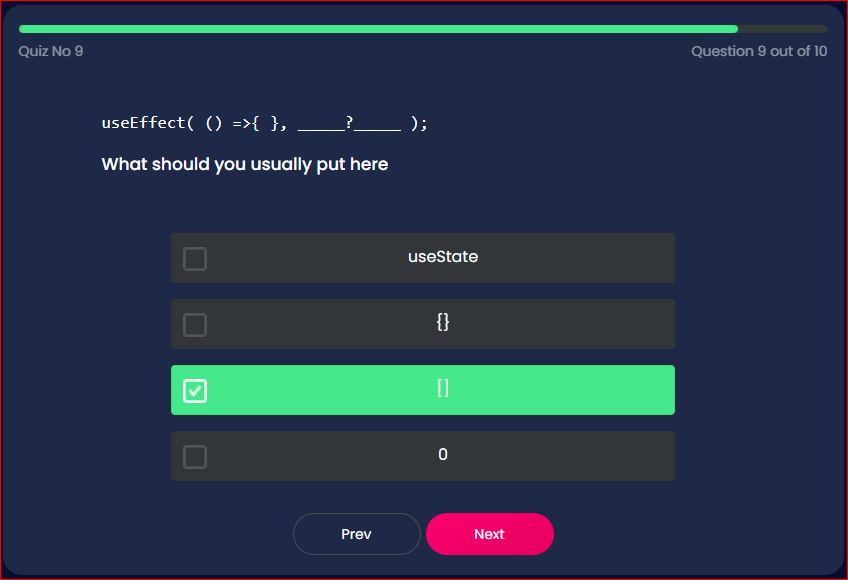 Quiz No 9
Question 9 out of 10
useEffect( () =>{ }, _____?_____ );
What should you usually put here
useState
{}
[]
0
Prev
Next